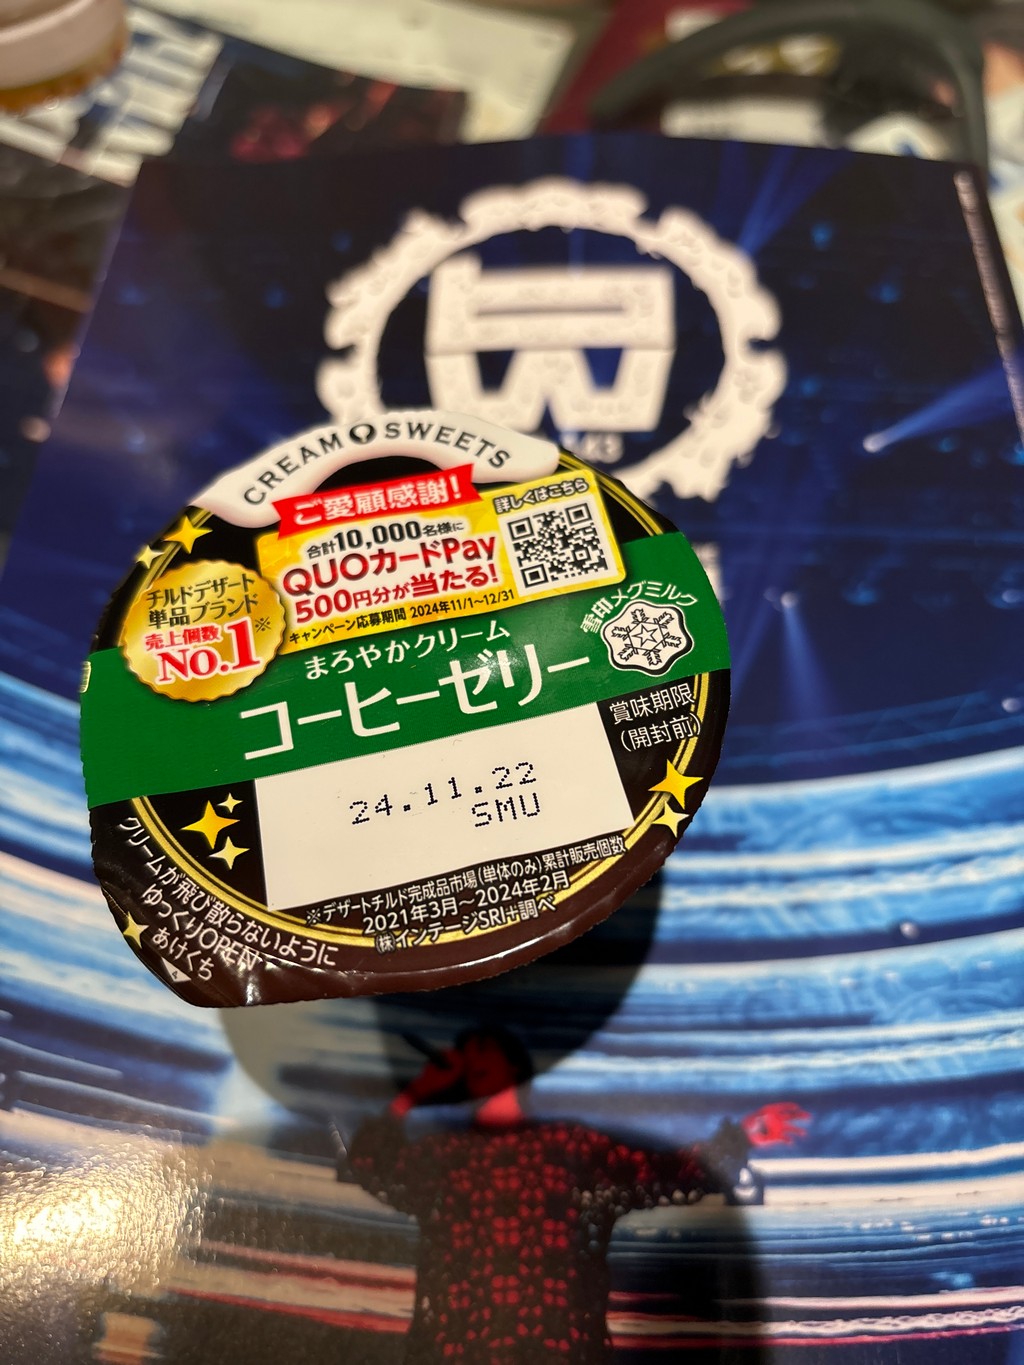 CREAM SWEETS
ご愛顧感謝!
詳しくはこちら
合計10,000名様に
QUOカードPay
500円分が当たる!
キャンペーン応募期間 2024年11/1~12/31
チルドデザート
単品ブランド
売上個数※
No.1
雪印メグミルク
まろやかクリーム
コーヒーゼリー
賞味期限
(開封前)
24.11.22
SMU
※デザートチルド完成品市場(単体のみ)累計販売個数
2021年3月~2024年2月
(株)インテージSRI+調べ
クリームが飛び散らないように
ゆっくりOPEN
あけくち